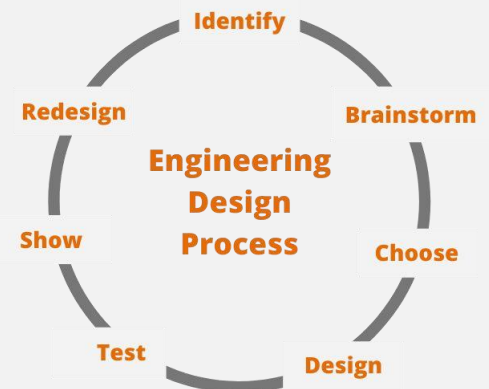 Identify
Brainstorm
Choose
Design
Test
Show
Redesign
Engineering
Design
Process